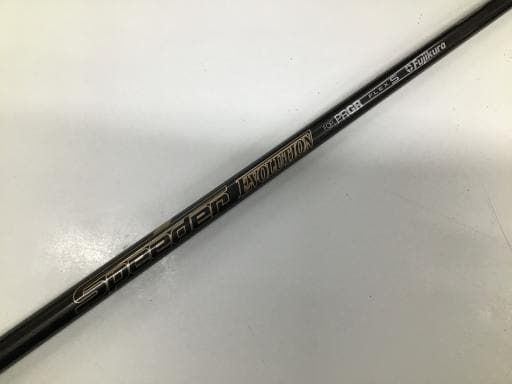 Speeder EVOLUTION FOR PRGR FLEX S Fujikura